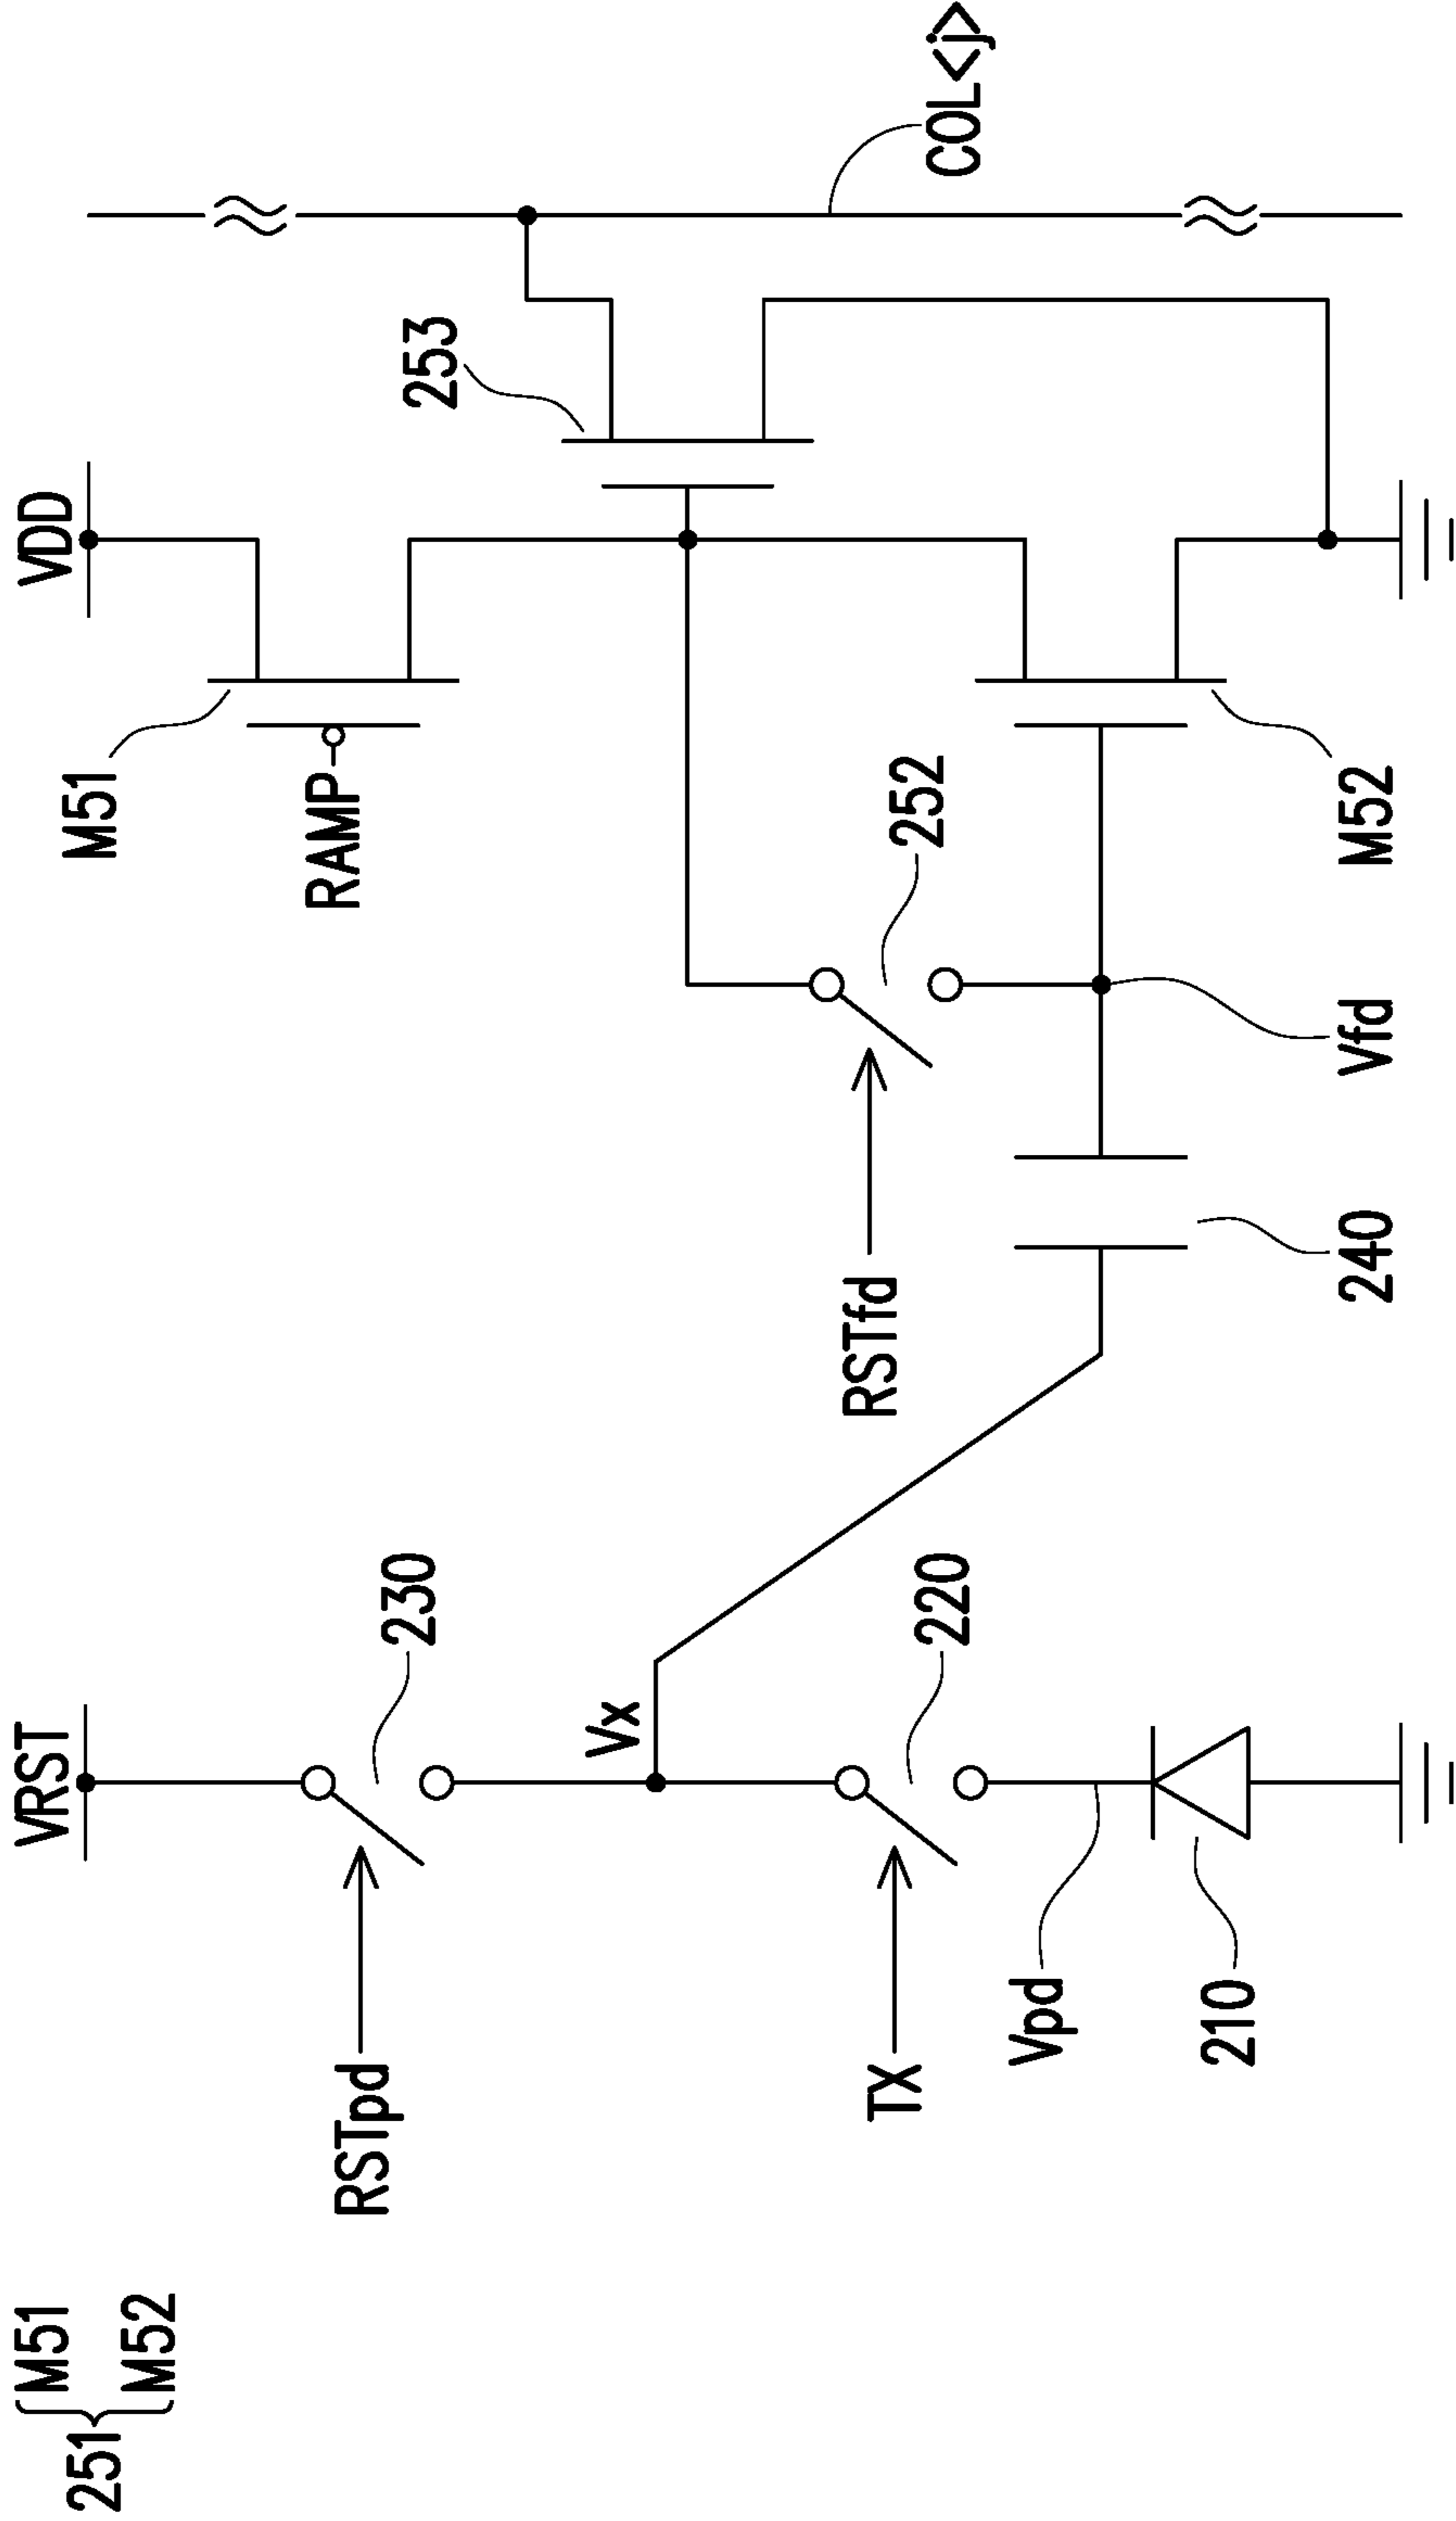 251{M51
M52
VRST
VDD
RSTpd
230
M51
RAMP
253
Vx
RSTfd
252
TX
220
COL<j>
Vpd
210
240
Vfd
M52